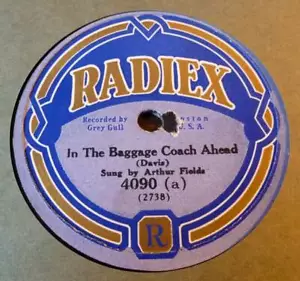 RADIEX
Recorded by
Grey Gull
U.S.A.
In The Baggage Coach Ahead
(Davis)
Sung by Arthur Fields
4090 (a)
(2738)
R